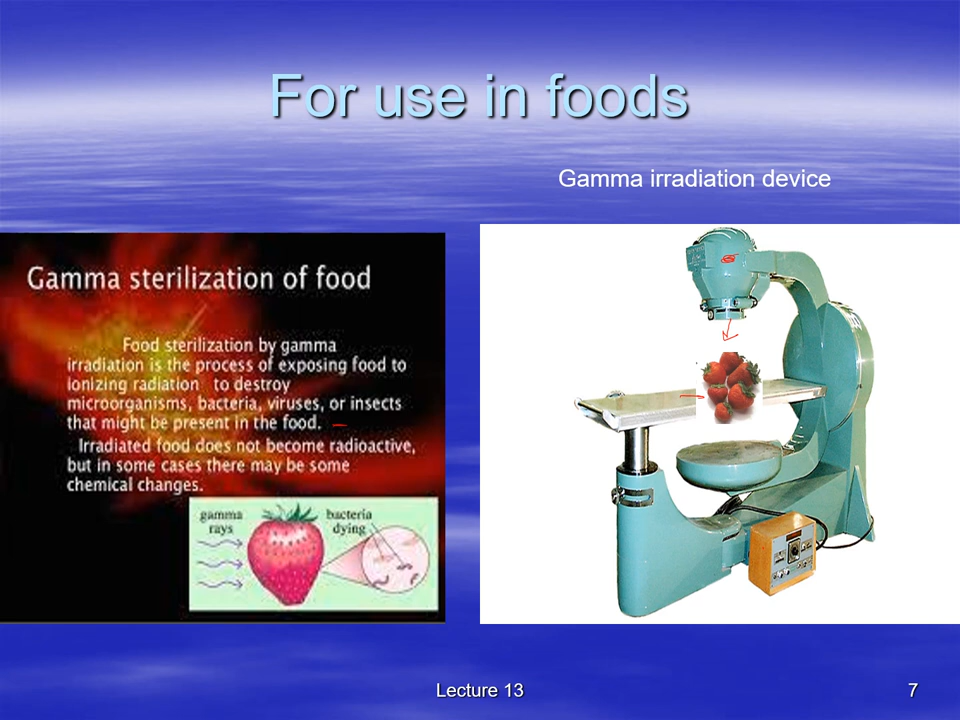 For use in foods
Gamma irradiation device
Gamma sterilization of food
Food sterilization by gamma
irradiation is the process of exposing food to
ionizing radiation to destroy
microorganisms, bacteria, viruses, or insects
that might be present in the food.
Irradiated food does not become radioactive,
but in some cases there may be some
chemical changes.
gamma
rays
bacteria
dying
Lecture 13
7